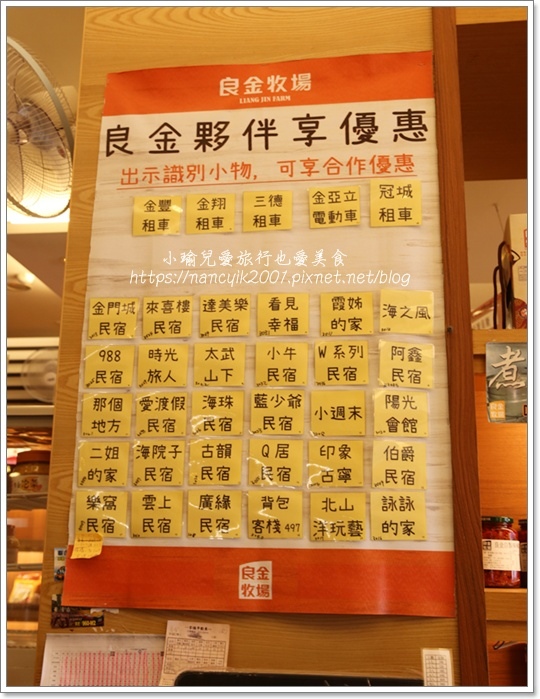 良金牧場
LIANG JIN FARM
良金夥伴享優惠
出示識別小物，可享合作優惠
金豐
租車
金翔
租車
三德
租車
金亞立
電動車
冠城
租車
小瑜兒愛旅行也愛美食
https://nancyik2001.pixnet.net/blog
金門城
民宿
來喜樓
民宿
達美樂
民宿
看見
幸福
霞姊
的家
海之風
988
民宿
時光
旅人
太武
山下
小牛
民宿
W系列
民宿
阿鑫
民宿
那個
地方
愛渡假
民宿
海珠
民宿
藍少爺
民宿
小週末
陽光
會館
二姐
的家
海院子
民宿
古韻
民宿
Q居
民宿
印象
古寧
伯爵
民宿
樂窩
民宿
雲上
民宿
廣緣
民宿
背包
客棧497
北山
洋玩藝
詠詠
的家
良金
牧場
煮